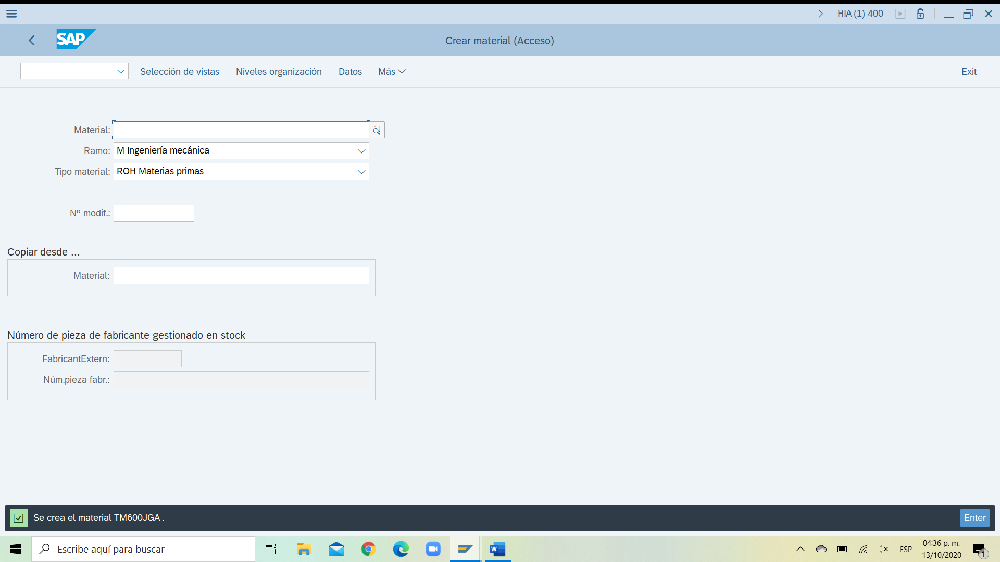 HIA (1) 400
SAP
Crear material (Acceso)
Selección de vistas Niveles organización Datos Más Exit
Material:
Ramo: M Ingeniería mecánica
Tipo material: ROH Materias primas
Nº modif.:
Copiar desde ...
Material:
Número de pieza de fabricante gestionado en stock
FabricantExtern:
Núm.pieza fabr.:
Se crea el material TM600JGA . Enter
Escribe aquí para buscar
W
ESP
04:36 p. m.
13/10/2020
1